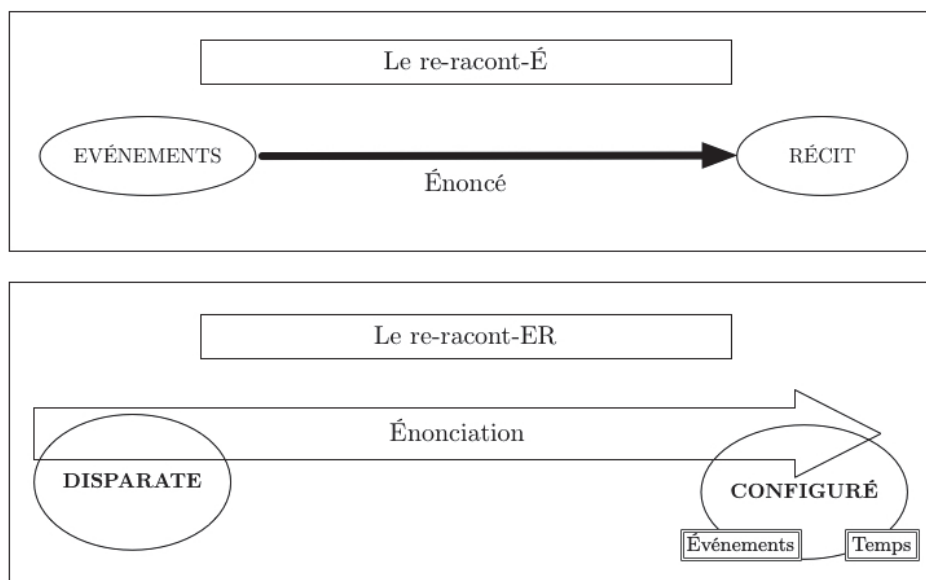 Le re-racont-É
EVÉNEMENTS
RÉCIT
Énoncé
Le re-racont-ER
Énonciation
DISPARATE
CONFIGURÉ
Événements
Temps